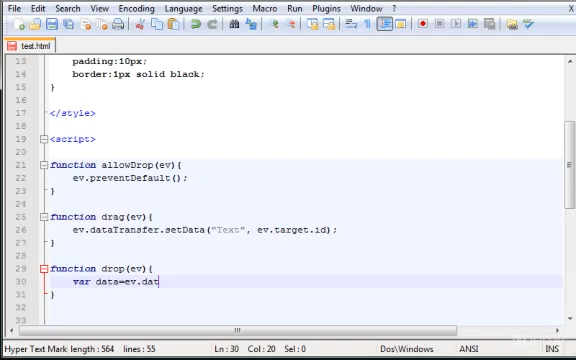 File Edit Search View Encoding Language Settings Macro Run Plugins Window ? X
test.html
13 padding:10px;
14 border:1px solid black;
15 }
16
17 </style>
18
19 <script>
20
21 function allowDrop(ev){
22 ev.preventDefault();
23 }
24
25 function drag(ev){
26 ev.dataTransfer.setData("Text", ev.target.id);
27 }
28
29 function drop(ev){
30 var data=ev.dat
31 }
32
33
Hyper Text Mark length : 564 lines : 55 Ln : 30 Col : 20 Sel : 0 Dos\Windows ANSI INS